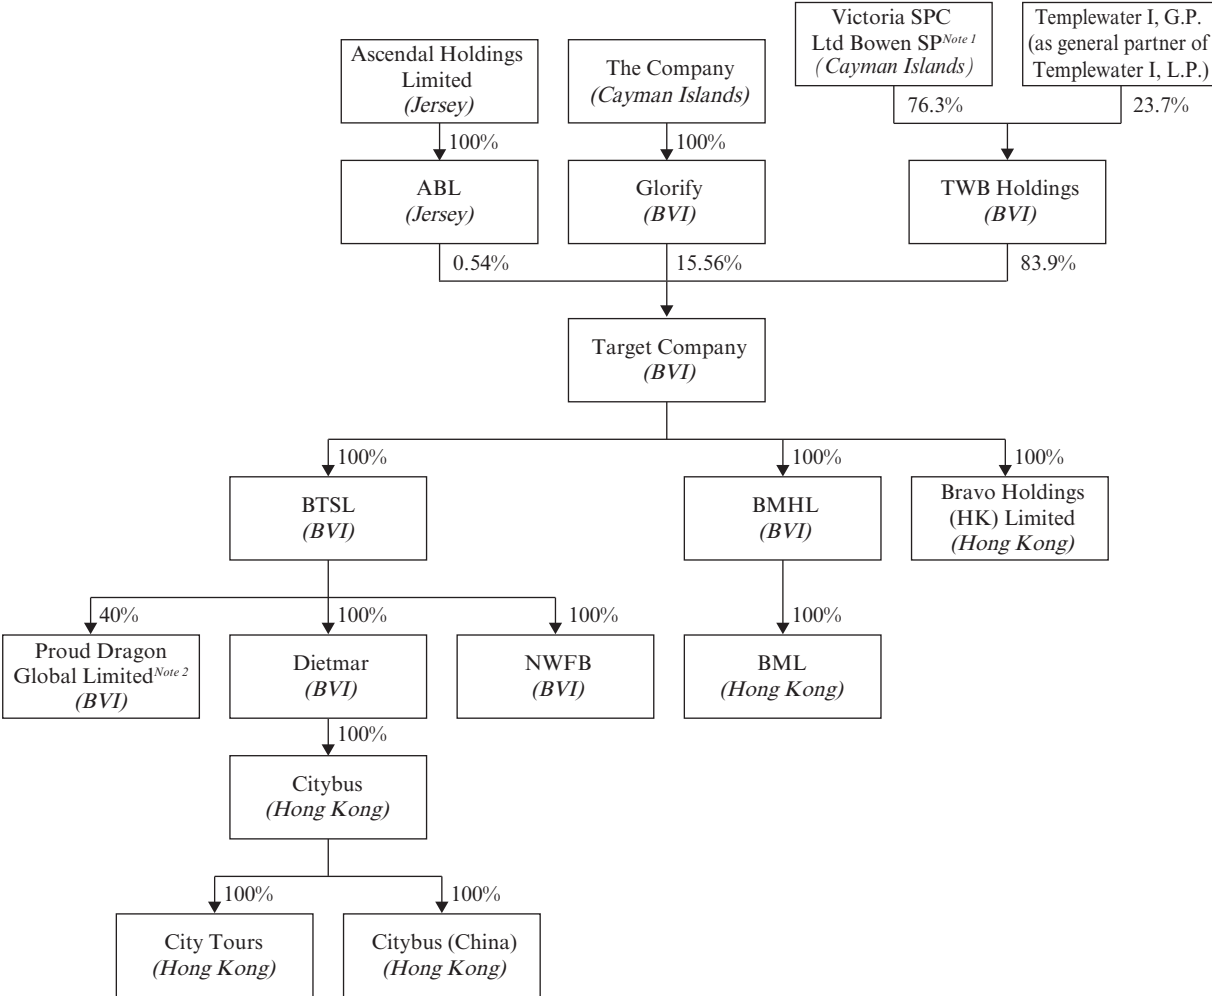 Victoria SPC
Ltd Bowen SP Note 1
(Cayman Islands)
Templewater I, G.P.
(as general partner of
Templewater I, L.P.)
Ascendal Holdings
Limited
(Jersey)
The Company
(Cayman Islands)
76.3%
23.7%
100%
100%
ABL
(Jersey)
Glorify
(BVI)
TWB Holdings
(BVI)
0.54%
15.56%
83.9%
Target Company
(BVI)
100%
100%
100%
BTSL
(BVI)
BMHL
(BVI)
Bravo Holdings
(HK) Limited
(Hong Kong)
40%
100%
100%
100%
Proud Dragon
Global Limited Note 2
(BVI)
Dietmar
(BVI)
NWFB
(BVI)
BML
(Hong Kong)
100%
Citybus
(Hong Kong)
100%
100%
City Tours
(Hong Kong)
Citybus (China)
(Hong Kong)